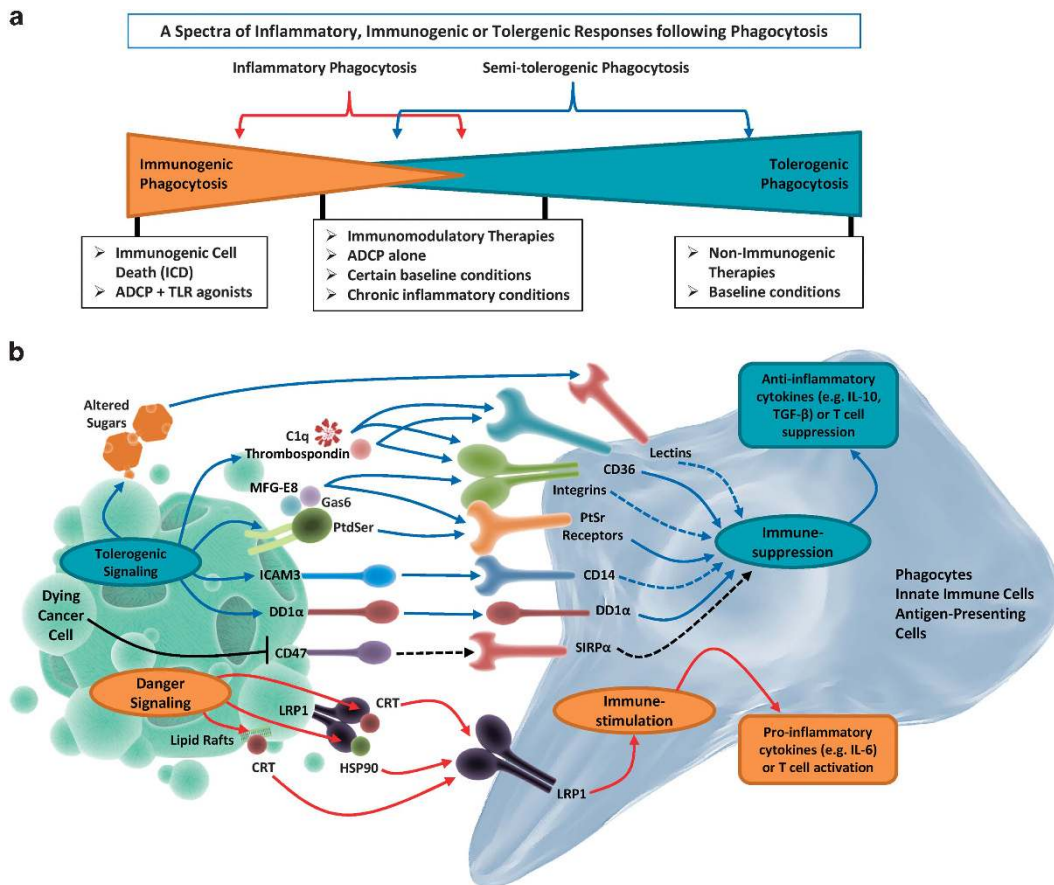 a
A Spectra of Inflammatory, Immunogenic or Tolergenic Responses following Phagocytosis
Inflammatory Phagocytosis
Semi-tolerogenic Phagocytosis
Immunogenic
Phagocytosis
Tolerogenic
Phagocytosis
➢ Immunogenic Cell
Death (ICD)
➢ ADCP + TLR agonists
➢ Immunomodulatory Therapies
➢ ADCP alone
➢ Certain baseline conditions
➢ Chronic inflammatory conditions
➢ Non-Immunogenic
Therapies
➢ Baseline conditions
b
Altered
Sugars
C1q
Thrombospondin
MFG-E8
Gas6
PtdSer
Tolerogenic
Signaling
ICAM3
DD1α
Dying
Cancer
Cell
CD47
Danger
Signaling
LRP1
CRT
Lipid Rafts
CRT
HSP90
Lectins
CD36
Integrins
PtSr
Receptors
CD14
DD1α
SIRPα
LRP1
Immune-
suppression
Anti-inflammatory
cytokines (e.g. IL-10,
TGF-β) or T cell
suppression
Phagocytes
Innate Immune Cells
Antigen-Presenting
Cells
Immune-
stimulation
Pro-inflammatory
cytokines (e.g. IL-6)
or T cell activation